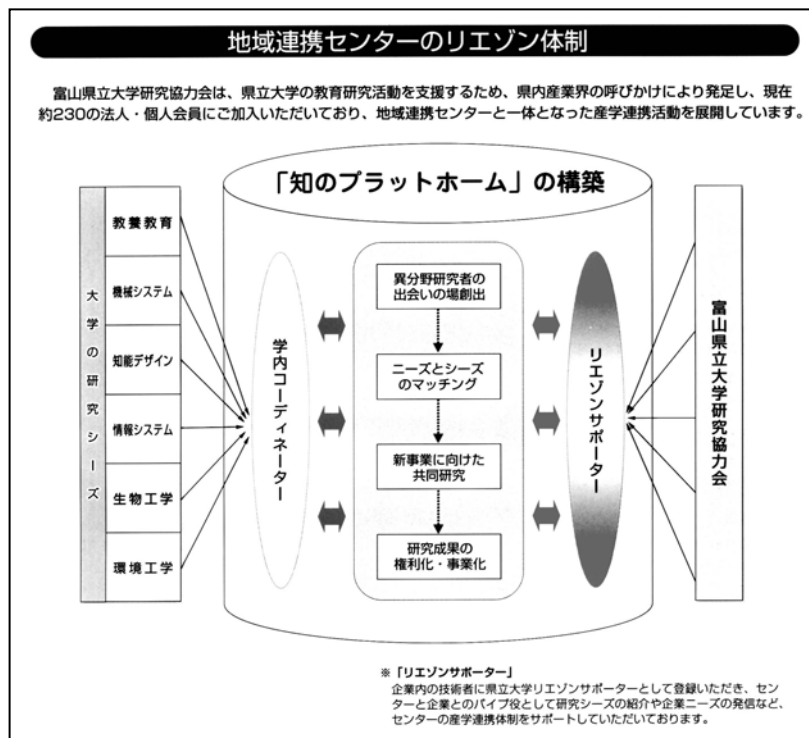 地域連携センターのリエゾン体制
富山県立大学研究協力会は、県立大学の教育研究活動を支援するため、県内産業界の呼びかけにより発足し、現在
約230の法人・個人会員にご加入いただいており、地域連携センターと一体となった産学連携活動を展開しています。
「知のプラットホーム」の構築
大学の研究シーズ
教養教育
機械システム
知能デザイン
情報システム
生物工学
環境工学
学内コーディネーター
異分野研究者の
出会いの場創出
ニーズとシーズ
のマッチング
新事業に向けた
共同研究
研究成果の
権利化・事業化
リエゾンサポーター
富山県立大学研究協力会
※「リエゾンサポーター」
企業内の技術者に県立大学リエゾンサポーターとして登録いただき、セン
ターと企業とのパイプ役として研究シーズの紹介や企業ニーズの発信など、
センターの産学連携体制をサポートしていただいております。